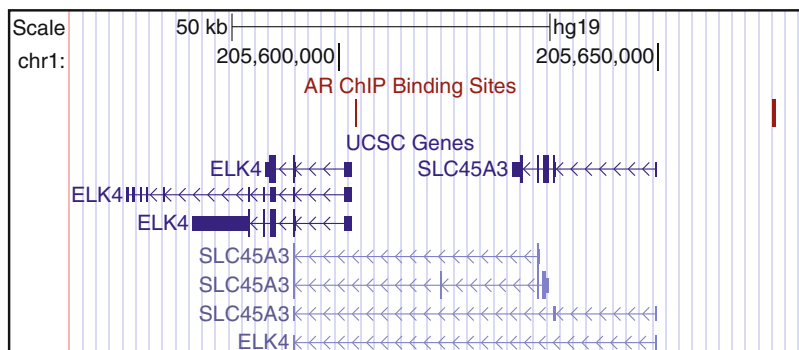 Scale 50 kb hg19
chr1: 205,600,000 205,650,000
AR ChIP Binding Sites
UCSC Genes
ELK4 SLC45A3
ELK4
ELK4
SLC45A3
SLC45A3
SLC45A3
ELK4